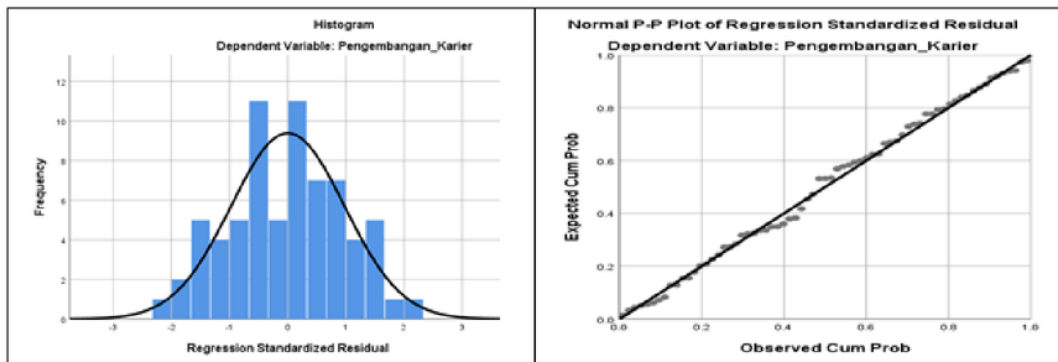 Histogram
Dependent Variable: Pengembangan_Karier
12
10
8
6
4
2
0
Frequency
-3 -2 -1 0 1 2 3
Regression Standardized Residual
Normal P-P Plot of Regression Standardized Residual
Dependent Variable: Pengembangan_Karier
1.0
0.8
0.6
0.4
0.2
0.0
Expected Cum Prob
0.0 0.2 0.4 0.6 0.8 1.0
Observed Cum Prob